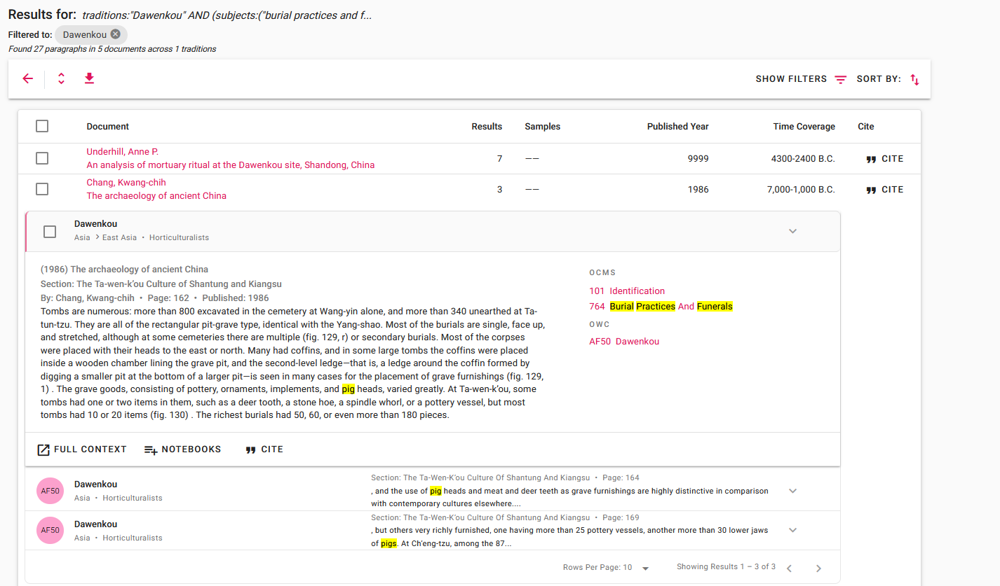 Results for: traditions:"Dawenkou" AND (subjects:("burial practices and f...
Filtered to: Dawenkou
Found 27 paragraphs in 5 documents across 1 traditions
SHOW FILTERS SORT BY:
Document Results Samples Published Year Time Coverage Cite
Underhill, Anne P.
An analysis of mortuary ritual at the Dawenkou site, Shandong, China 7 —— 9999 4300-2400 B.C. CITE
Chang, Kwang-chih
The archaeology of ancient China 3 —— 1986 7,000-1,000 B.C. CITE
Dawenkou
Asia > East Asia • Horticulturalists
(1986) The archaeology of ancient China
Section: The Ta-wen-k’ou Culture of Shantung and Kiangsu
By: Chang, Kwang-chih • Page: 162 • Published: 1986
Tombs are numerous: more than 800 excavated in the cemetery at Wang-yin alone, and more than 340 unearthed at Ta-
tun-tzu. They are all of the rectangular pit-grave type, identical with the Yang-shao. Most of the burials are single, face up,
and stretched, although at some cemeteries there are multiple (fig. 129, r) or secondary burials. Most of the corpses
were placed with their heads to the east or north. Many had coffins, and in some large tombs the coffins were placed
inside a wooden chamber lining the grave pit, and the second-level ledge—that is, a ledge around the coffin formed by
digging a smaller pit at the bottom of a larger pit—is seen in many cases for the placement of grave furnishings (fig. 129,
1) . The grave goods, consisting of pottery, ornaments, implements, and pig heads, varied greatly. At Ta-wen-k’ou, some
tombs had one or two items in them, such as a deer tooth, a stone hoe, a spindle whorl, or a pottery vessel, but most
tombs had 10 or 20 items (fig. 130) . The richest burials had 50, 60, or even more than 180 pieces.
OCMS
101 Identification
764 Burial Practices And Funerals
OWC
AF50 Dawenkou
FULL CONTEXT NOTEBOOKS CITE
AF50
Dawenkou
Asia • Horticulturalists
Section: The Ta-Wen-K’ou Culture Of Shantung And Kiangsu • Page: 164
, and the use of pig heads and meat and deer teeth as grave furnishings are highly distinctive in comparison
with contemporary cultures elsewhere....
AF50
Dawenkou
Asia • Horticulturalists
Section: The Ta-Wen-K’ou Culture Of Shantung And Kiangsu • Page: 169
, but others very richly furnished, one having more than 25 pottery vessels, another more than 30 lower jaws
of pigs. At Ch’eng-tzu, among the 87...
Rows Per Page: 10 Showing Results 1 – 3 of 3